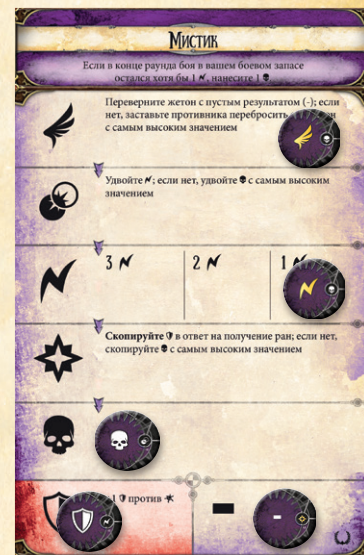 Мистик
Если в конце раунда боя в вашем боевом запасе
остался хотя бы 1, нанесите 1
Переверните жетон с пустым результатом (-); если
нет, заставьте противника перебросить
с самым высоким значением
Удвойте ; если нет, удвойте с самым высоким
значением
3
2
1
Скопируйте в ответ на получение ран; если нет,
скопируйте с самым высоким значением
1 против